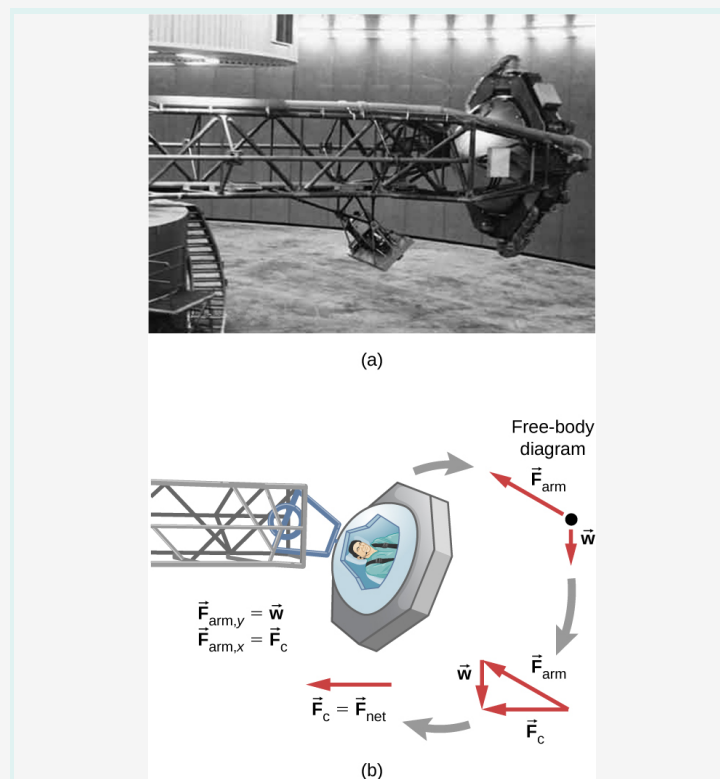 (a)
Free-body
diagram
F⃗arm
w⃗
F⃗arm,y = w⃗
F⃗arm,x = F⃗c
w⃗
F⃗arm
F⃗c = F⃗net
F⃗c
(b)